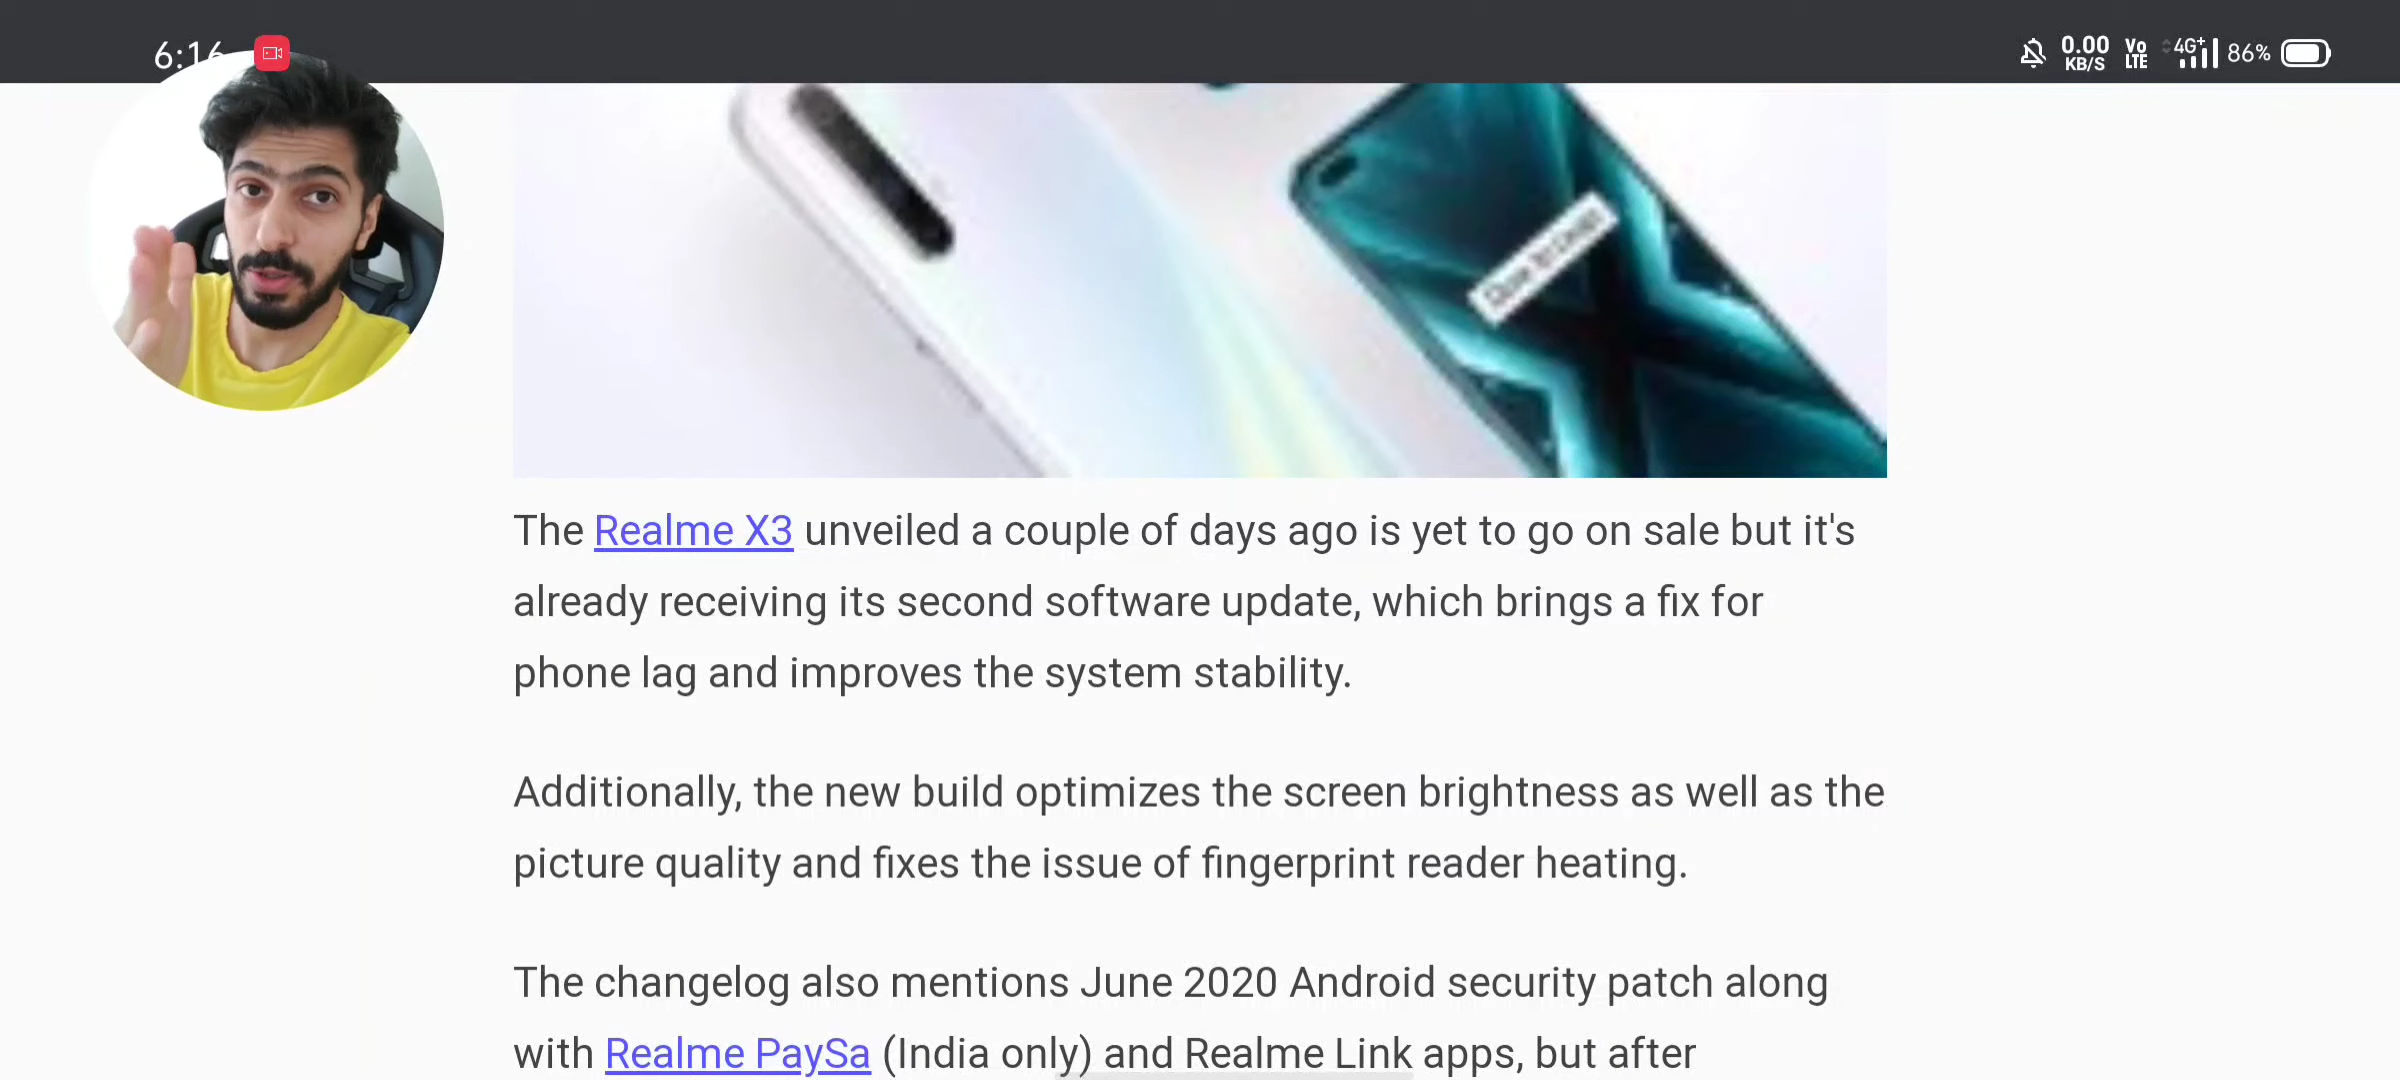 6:16
0.00
KB/S
Vo
LTE
4G+
86%
The Realme X3 unveiled a couple of days ago is yet to go on sale but it's
already receiving its second software update, which brings a fix for
phone lag and improves the system stability.
Additionally, the new build optimizes the screen brightness as well as the
picture quality and fixes the issue of fingerprint reader heating.
The changelog also mentions June 2020 Android security patch along
with Realme PaySa (India only) and Realme Link apps, but after